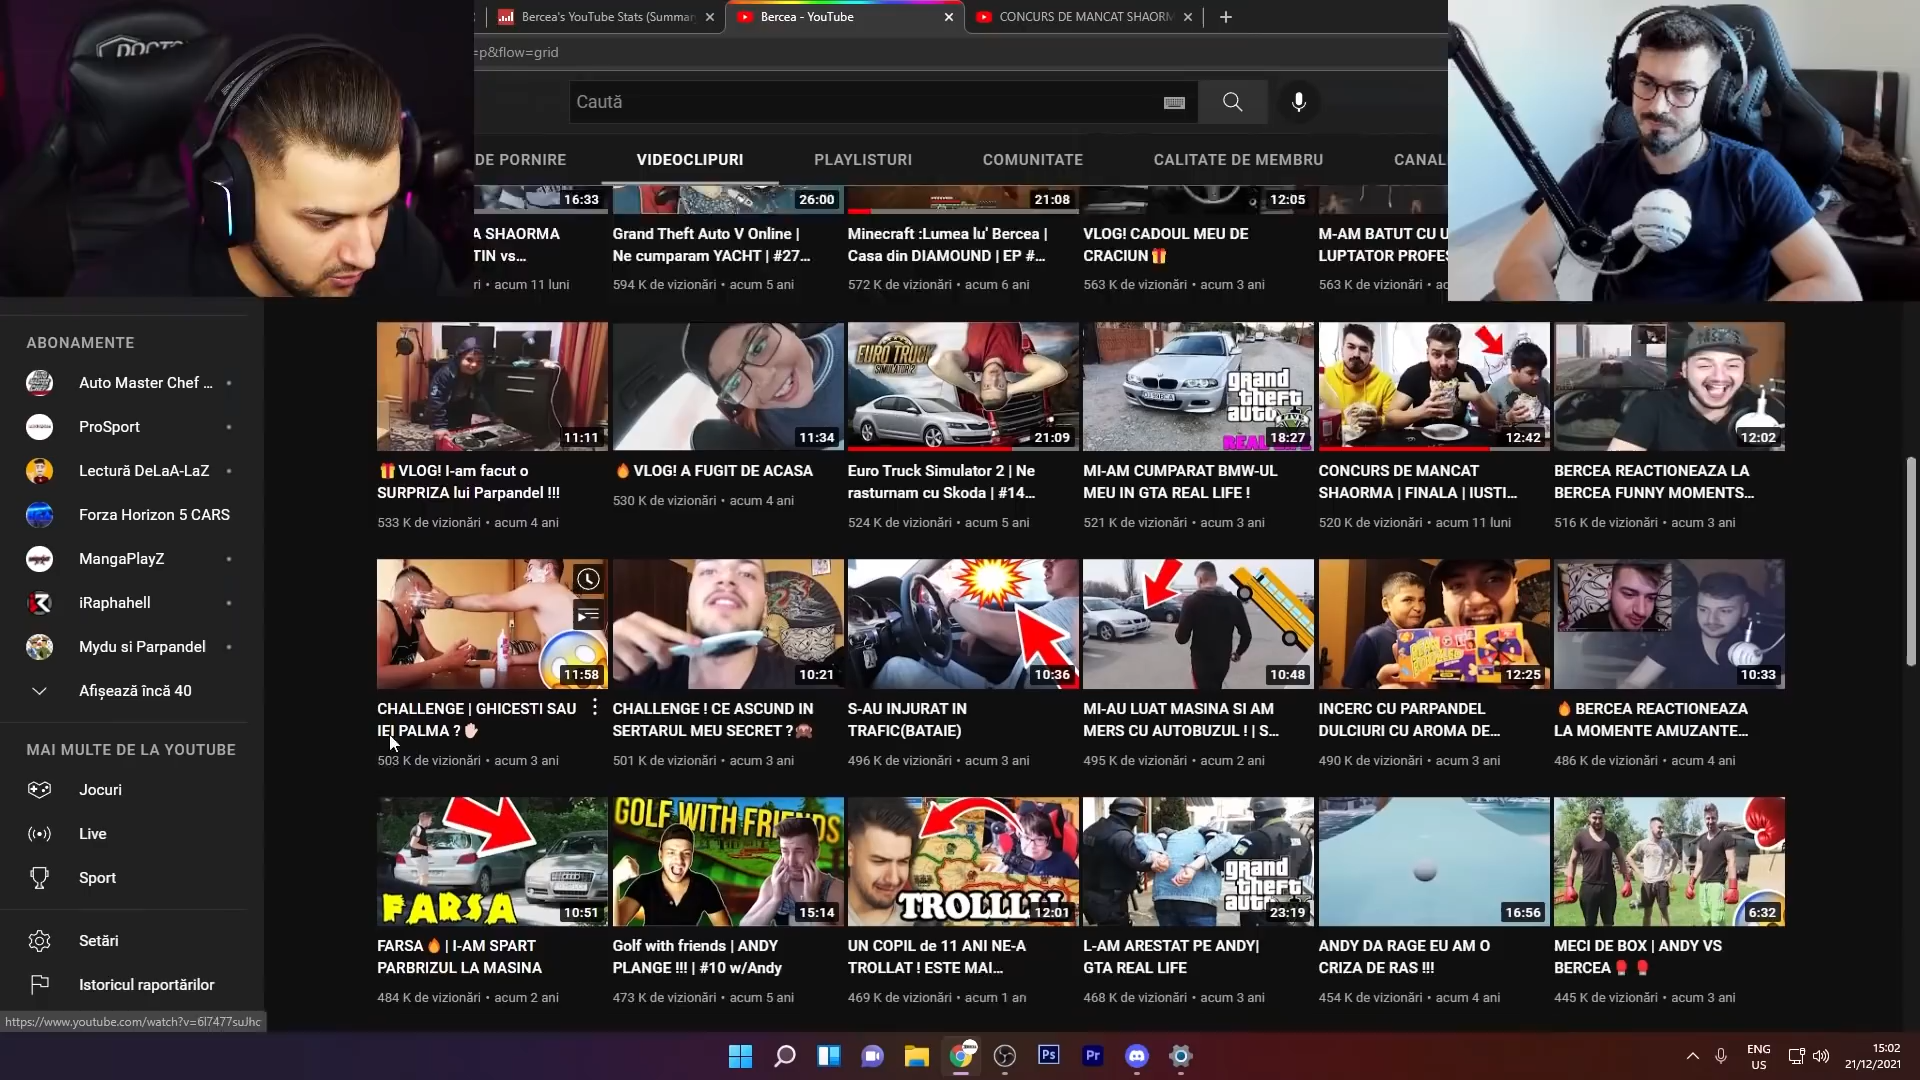 Bercea's YouTube Stats (Summar
Bercea - YouTube
CONCURS DE MANCAT SHAORM
=p&flow=grid
Caută
DE PORNIRE
VIDEOCLIPURI
PLAYLISTURI
COMUNITATE
CALITATE DE MEMBRU
CANAL
16:33
26:00
21:08
12:05
A SHAORMA
TIN vs...
acum 11 luni
Grand Theft Auto V Online |
Ne cumparam YACHT | #27...
594 K de vizionări • acum 5 ani
Minecraft :Lumea lu' Bercea |
Casa din DIAMOUND | EP #...
572 K de vizionări • acum 6 ani
VLOG! CADOUL MEU DE
CRACIUN🎁
563 K de vizionări • acum 3 ani
M-AM BATUT CU U
LUPTATOR PROFES
563 K de vizionări
ABONAMENTE
Auto Master Chef ...
ProSport
Lectură DeLaA-LaZ
Forza Horizon 5 CARS
MangaPlayZ
iRaphahell
Mydu si Parpandel
Afișează încă 40
MAI MULTE DE LA YOUTUBE
Jocuri
Live
Sport
Setări
Istoricul raportărilor
https://www.youtube.com/watch?v=6I7477suJhc
11:11
🎁VLOG! I-am facut o
SURPRIZA lui Parpandel !!!
533 K de vizionări • acum 4 ani
11:34
🔥VLOG! A FUGIT DE ACASA
530 K de vizionări • acum 4 ani
EURO TRUCK
SIMULATOR 2
21:09
Euro Truck Simulator 2 | Ne
rasturnam cu Skoda | #14...
524 K de vizionări • acum 5 ani
grand
theft
auto
REAL
18:27
MI-AM CUMPARAT BMW-UL
MEU IN GTA REAL LIFE !
521 K de vizionări • acum 3 ani
12:42
CONCURS DE MANCAT
SHAORMA | FINALA | IUSTI...
520 K de vizionări • acum 11 luni
12:02
BERCEA REACTIONEAZA LA
BERCEA FUNNY MOMENTS...
516 K de vizionări • acum 3 ani
11:58
CHALLENGE | GHICESTI SAU
IEI PALMA ?✋🏻
503 K de vizionări • acum 3 ani
10:21
CHALLENGE ! CE ASCUND IN
SERTARUL MEU SECRET ?🙈
501 K de vizionări • acum 3 ani
10:36
S-AU INJURAT IN
TRAFIC(BATAIE)
496 K de vizionări • acum 3 ani
10:48
MI-AU LUAT MASINA SI AM
MERS CU AUTOBUZUL ! | S...
495 K de vizionări • acum 2 ani
12:25
INCERC CU PARPANDEL
DULCIURI CU AROMA DE...
490 K de vizionări • acum 3 ani
10:33
🔥BERCEA REACTIONEAZA
LA MOMENTE AMUZANTE...
486 K de vizionări • acum 4 ani
FARSA
10:51
FARSA🔥 | I-AM SPART
PARBRIZUL LA MASINA
484 K de vizionări • acum 2 ani
GOLF WITH FRIENDS
15:14
Golf with friends | ANDY
PLANGE !!! | #10 w/Andy
473 K de vizionări • acum 5 ani
TROLLLLL
12:01
UN COPIL de 11 ANI NE-A
TROLLAT ! ESTE MAI...
469 K de vizionări • acum 1 an
grand
theft
auto
23:19
L-AM ARESTAT PE ANDY|
GTA REAL LIFE
468 K de vizionări • acum 3 ani
16:56
ANDY DA RAGE EU AM O
CRIZA DE RAS !!!
454 K de vizionări • acum 4 ani
6:32
MECI DE BOX | ANDY VS
BERCEA🥊🥊
445 K de vizionări • acum 3 ani
Ps
Pr
ENG
US
15:02
21/12/2021